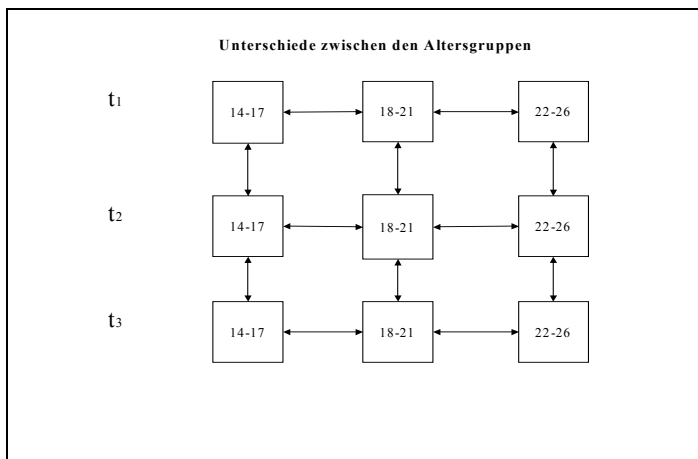 Unterschiede zwischen den Altersgruppen
t1 14-17 18-21 22-26
t2 14-17 18-21 22-26
t3 14-17 18-21 22-26